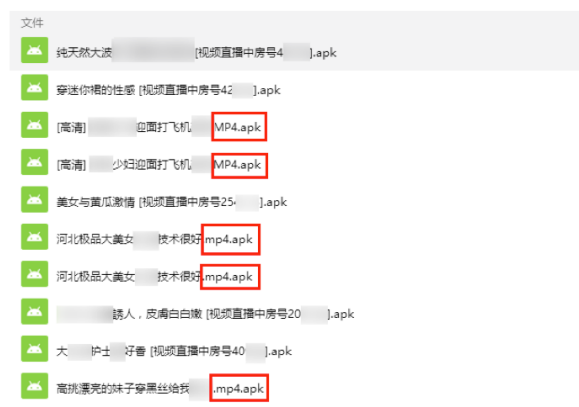 文件
纯天然大波 [视频直播中房号4 ].apk
穿迷你裙的性感 [视频直播中房号42 ].apk
[高清] 迎面打飞机 MP4.apk
[高清] 少妇迎面打飞机 MP4.apk
美女与黄瓜激情 [视频直播中房号254 ].apk
河北极品大美女 技术很好.mp4.apk
河北极品大美女 技术很好.mp4.apk
誘人，皮膚白白嫩 [视频直播中房号20 ].apk
大 护士 好香 [视频直播中房号40 ].apk
高挑漂亮的妹子穿黑丝给我 .mp4.apk